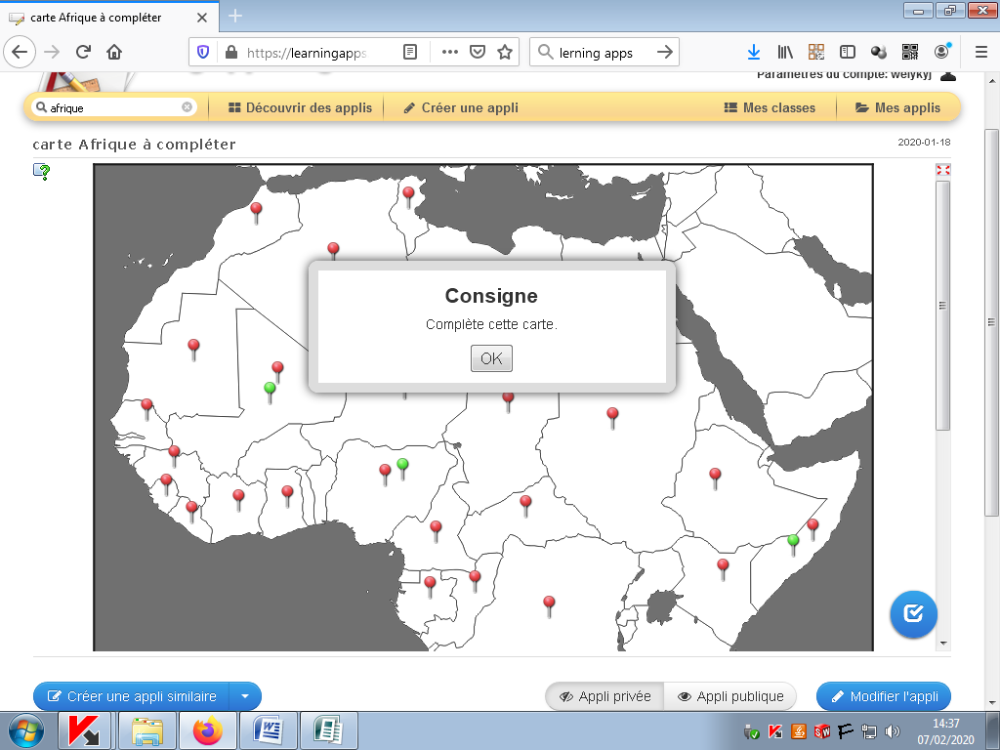 carte Afrique à compléter
https://learningapps
lerning apps
Paramètres du compte: welykyj
afrique
Découvrir des applis
Créer une appli
Mes classes
Mes applis
carte Afrique à compléter
2020-01-18
Consigne
Complète cette carte.
OK
Créer une appli similaire
Appli privée
Appli publique
Modifier l'appli
14:37
07/02/2020